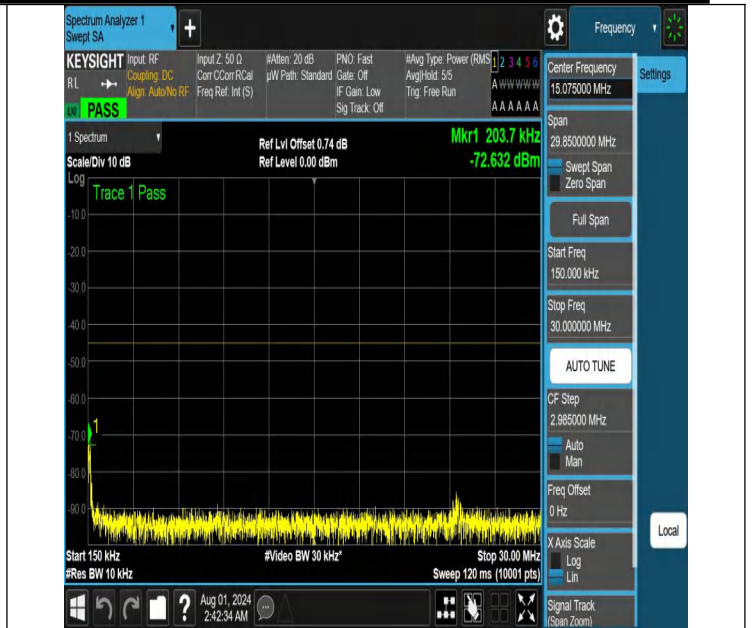 Spectrum Analyzer 1
Swept SA
+
Frequency
KEYSIGHT
Input: RF
Input Z: 50 Ω
#Atten: 20 dB
PNO: Fast
#Avg Type: Power (RMS
1 2 3 4 5 6
RL
Coupling: DC
Corr CCorr RCal
µW Path: Standard
Gate: Off
Avg|Hold: 5/5
A W W W W W
Align: Auto/No RF
Freq Ref: Int (S)
IF Gain: Low
Trig: Free Run
Sig Track: Off
A A A A A A
PASS
1 Spectrum
Ref Lvl Offset 0.74 dB
Mkr1 203.7 kHz
Scale/Div 10 dB
Ref Level 0.00 dBm
-72.632 dBm
Log
Trace 1 Pass
-10.0
-20.0
-30.0
-40.0
-50.0
-60.0
-70.0
1
-80.0
-90.0
Start 150 kHz
#Video BW 30 kHz*
Stop 30.00 MHz
#Res BW 10 kHz
Sweep 120 ms (10001 pts)
?
Aug 01, 2024
2:42:34 AM
Center Frequency
15.075000 MHz
Settings
Span
29.8500000 MHz
Swept Span
Zero Span
Full Span
Start Freq
150.000 kHz
Stop Freq
30.000000 MHz
AUTO TUNE
CF Step
2.985000 MHz
Auto
Man
Freq Offset
0 Hz
Local
X Axis Scale
Log
Lin
Signal Track
(Span Zoom)